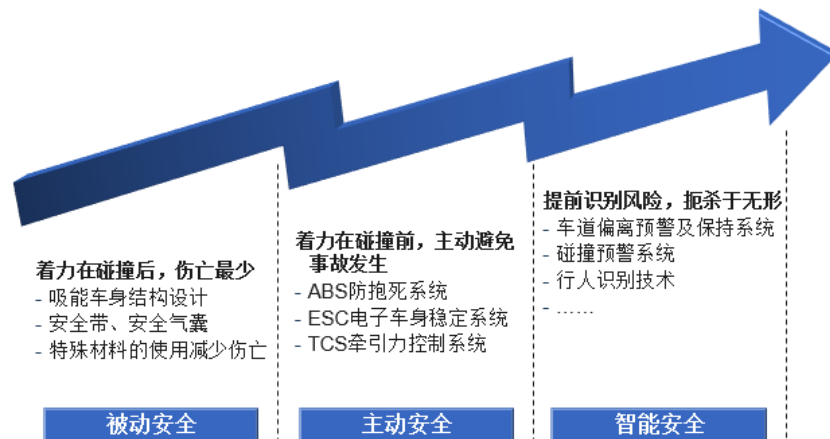 着力在碰撞后，伤亡最少
- 吸能车身结构设计
- 安全带、安全气囊
- 特殊材料的使用减少伤亡
被动安全
着力在碰撞前，主动避免
事故发生
- ABS防抱死系统
- ESC电子车身稳定系统
- TCS牵引力控制系统
主动安全
提前识别风险，扼杀于无形
- 车道偏离预警及保持系统
- 碰撞预警系统
- 行人识别技术
- ……
智能安全